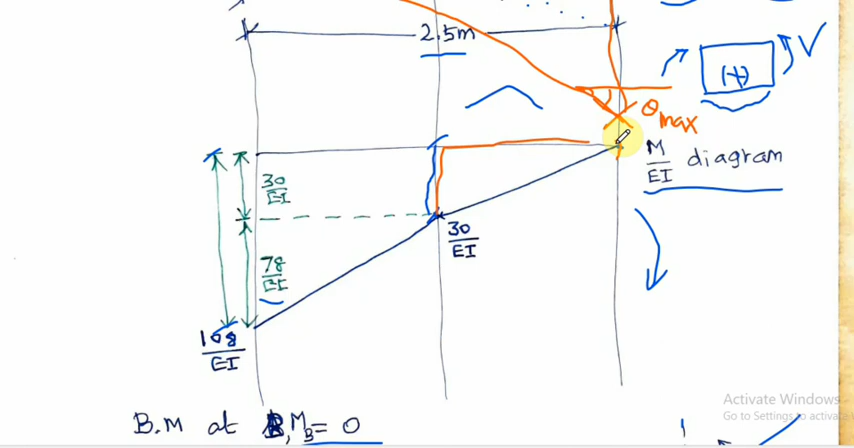 2.5m
V
(+)
θmax
M/EI diagram
30/EI
30/EI
78/EI
108/EI
B.M at B, MB = 0
Activate Windows
Go to Settings to activate